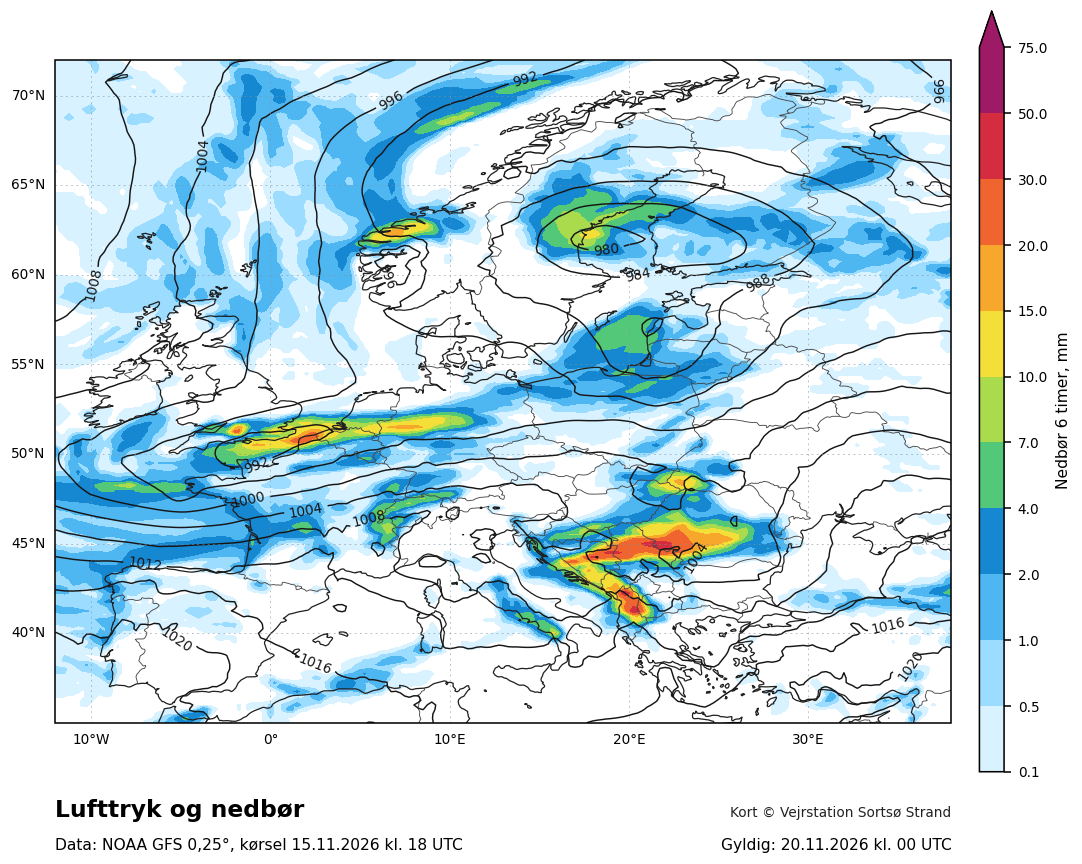 992
996
996
1004
70°N
65°N
60°N
55°N
50°N
45°N
40°N
1008
980
984
988
992
1000
1004
1008
1012
1004
1020
1016
1016
1020
10°W
0°
10°E
20°E
30°E
75.0
50.0
30.0
20.0
15.0
10.0
7.0
4.0
2.0
1.0
0.5
0.1
Nedbør 6 timer, mm
Lufttryk og nedbør
Kort © Vejrstation Sortsø Strand
Data: NOAA GFS 0,25°, kørsel 15.11.2026 kl. 18 UTC
Gyldig: 20.11.2026 kl. 00 UTC